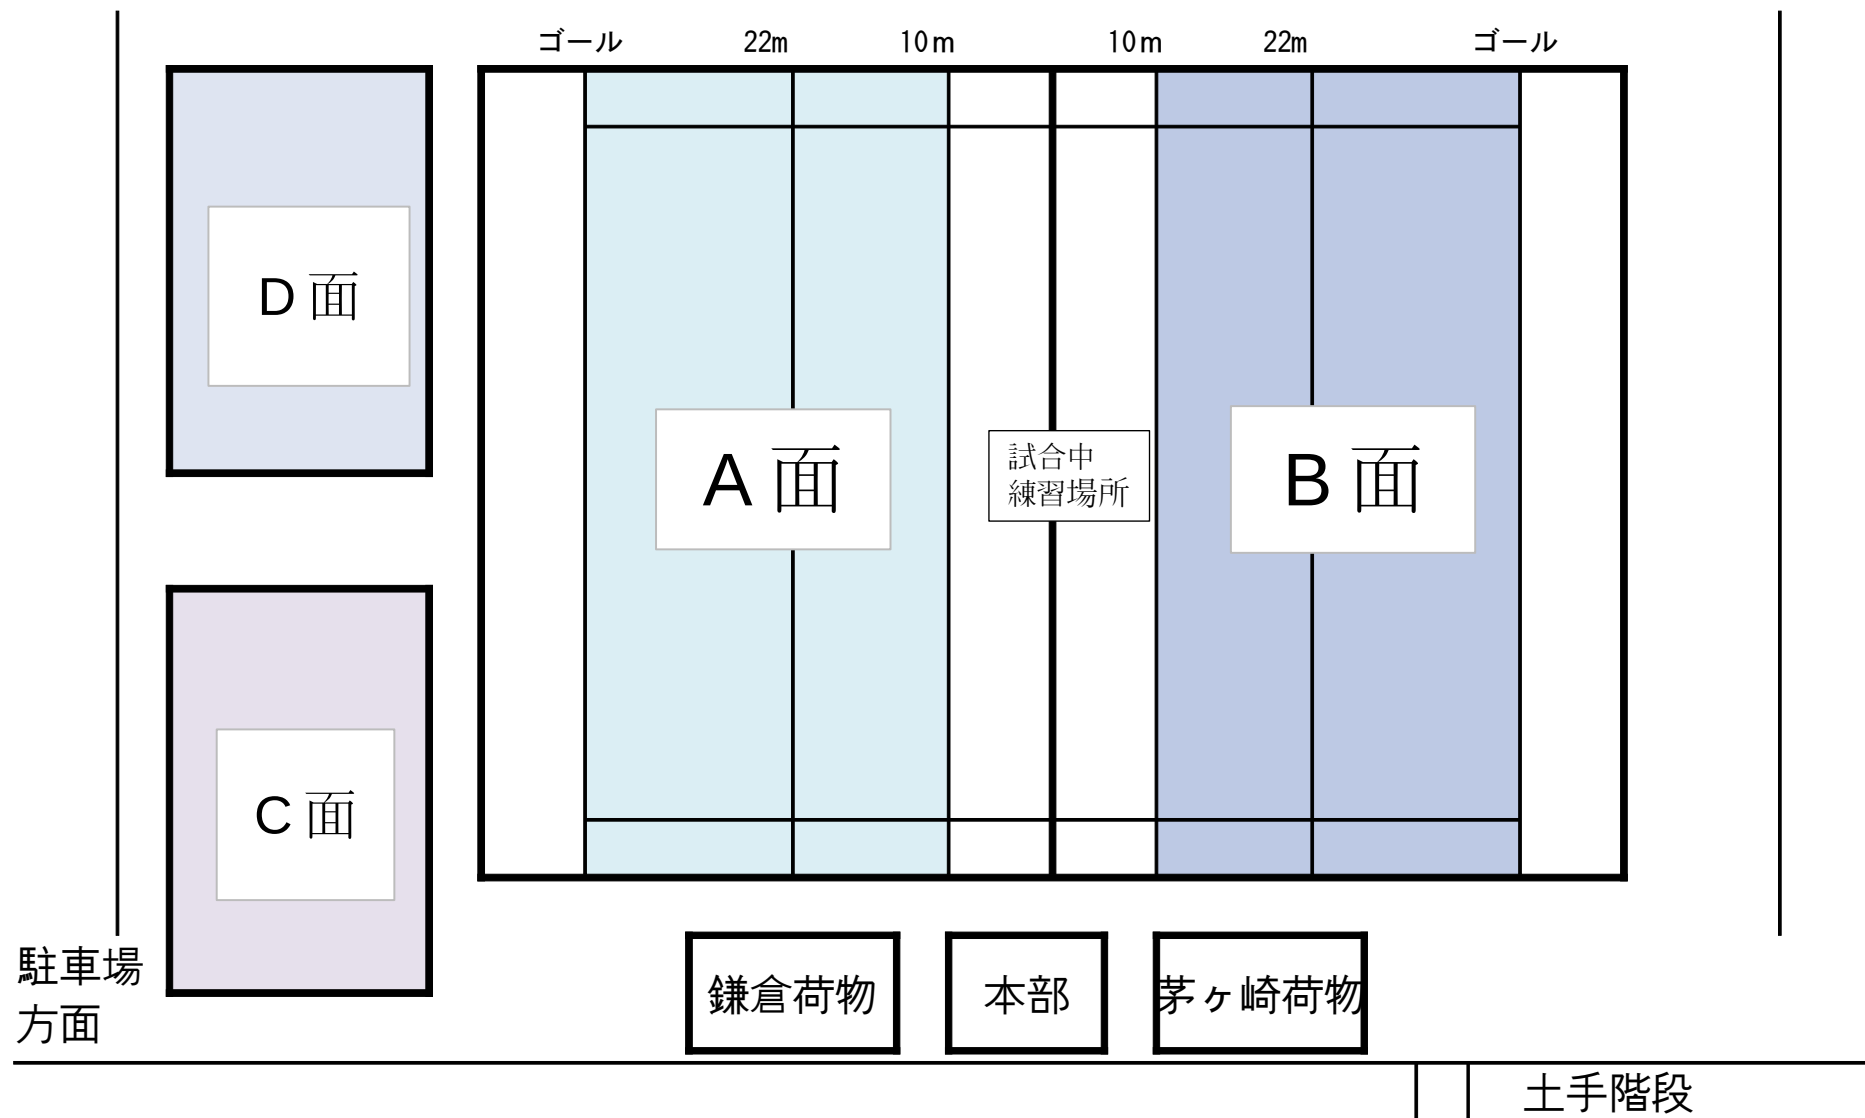 ゴール 22m 10m 10m 22m ゴール
D面
A面
試合中
練習場所
B面
C面
駐車場
方面
鎌倉荷物
本部
茅ヶ崎荷物
土手階段